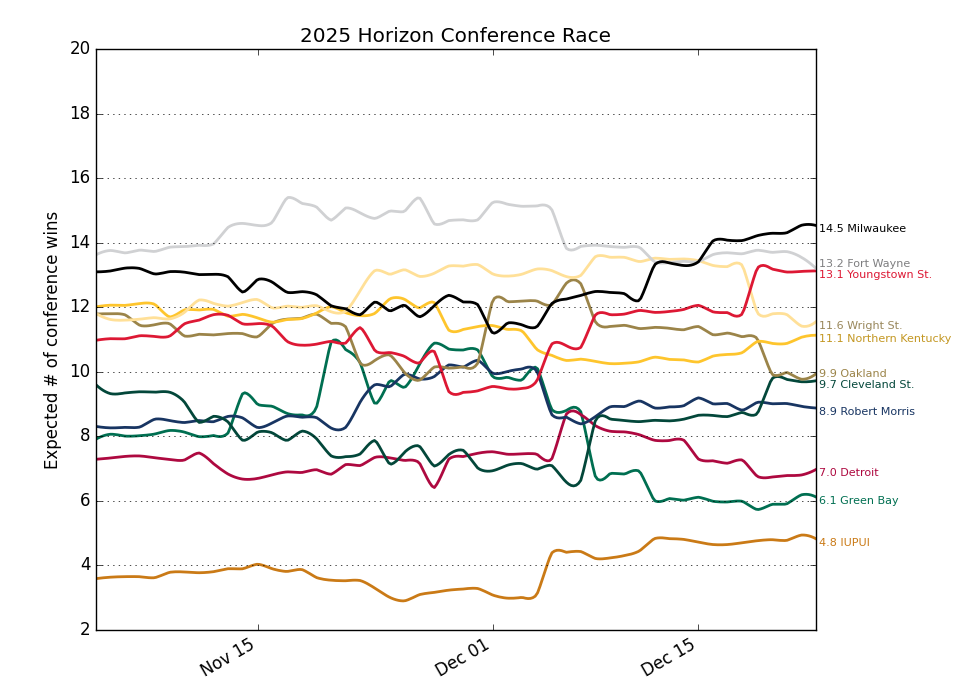 2025 Horizon Conference Race
Expected # of conference wins
20
18
16
14
12
10
8
6
4
2
Nov 15
Dec 01
Dec 15
14.5 Milwaukee
13.2 Fort Wayne
13.1 Youngstown St.
11.6 Wright St.
11.1 Northern Kentucky
9.9 Oakland
9.7 Cleveland St.
8.9 Robert Morris
7.0 Detroit
6.1 Green Bay
4.8 IUPUI